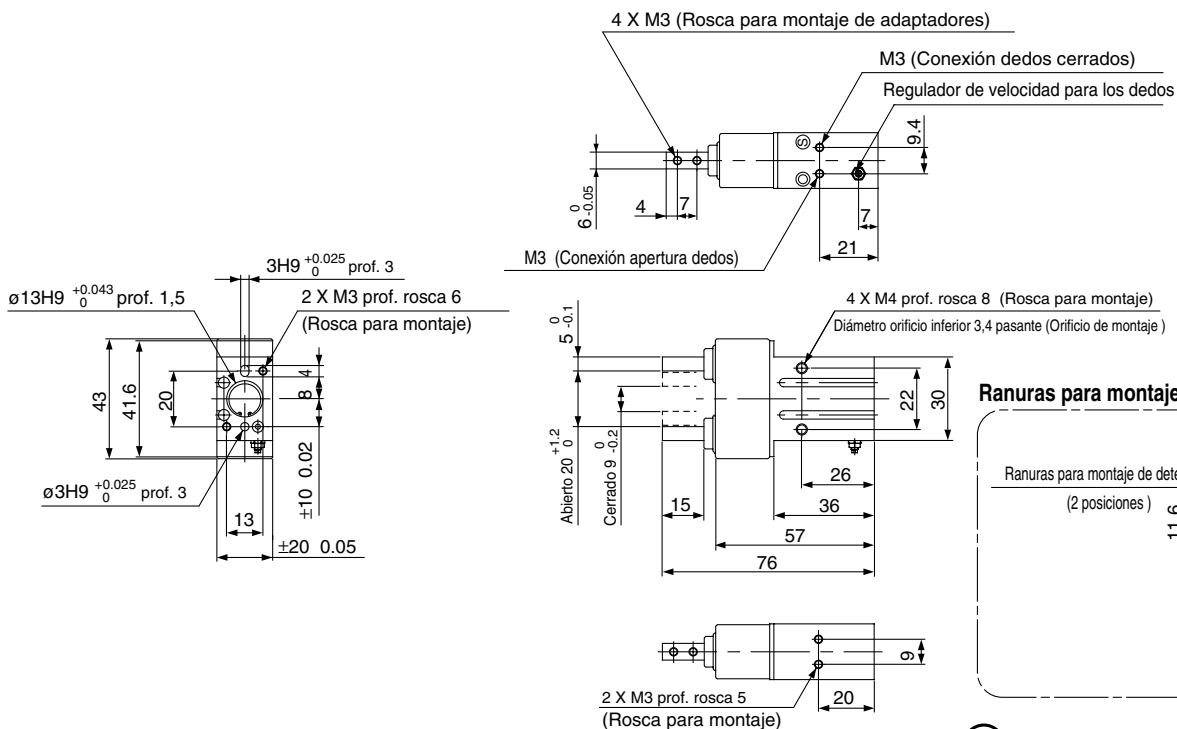 4 X M3 (Rosca para montaje de adaptadores)
M3 (Conexión dedos cerrados)
Regulador de velocidad para los dedos
S
O
9.4
6 0 -0.05
4
7
7
21
M3 (Conexión apertura dedos)
3H9 +0.025 0 prof. 3
ø13H9 +0.043 0 prof. 1,5
2 X M3 prof. rosca 6
(Rosca para montaje)
43
41.6
20
4
8
±10 0.02
ø3H9 +0.025 0 prof. 3
13
±20 0.05
5 0 -0.1
4 X M4 prof. rosca 8 (Rosca para montaje)
Diámetro orificio inferior 3,4 pasante (Orificio de montaje )
22
30
Abierto 20 +1.2 0
Cerrado 9 0 -0.2
15
26
36
57
76
Ranuras para montaje
Ranuras para montaje de dete
(2 posiciones )
11.6
9
20
2 X M3 prof. rosca 5
(Rosca para montaje)